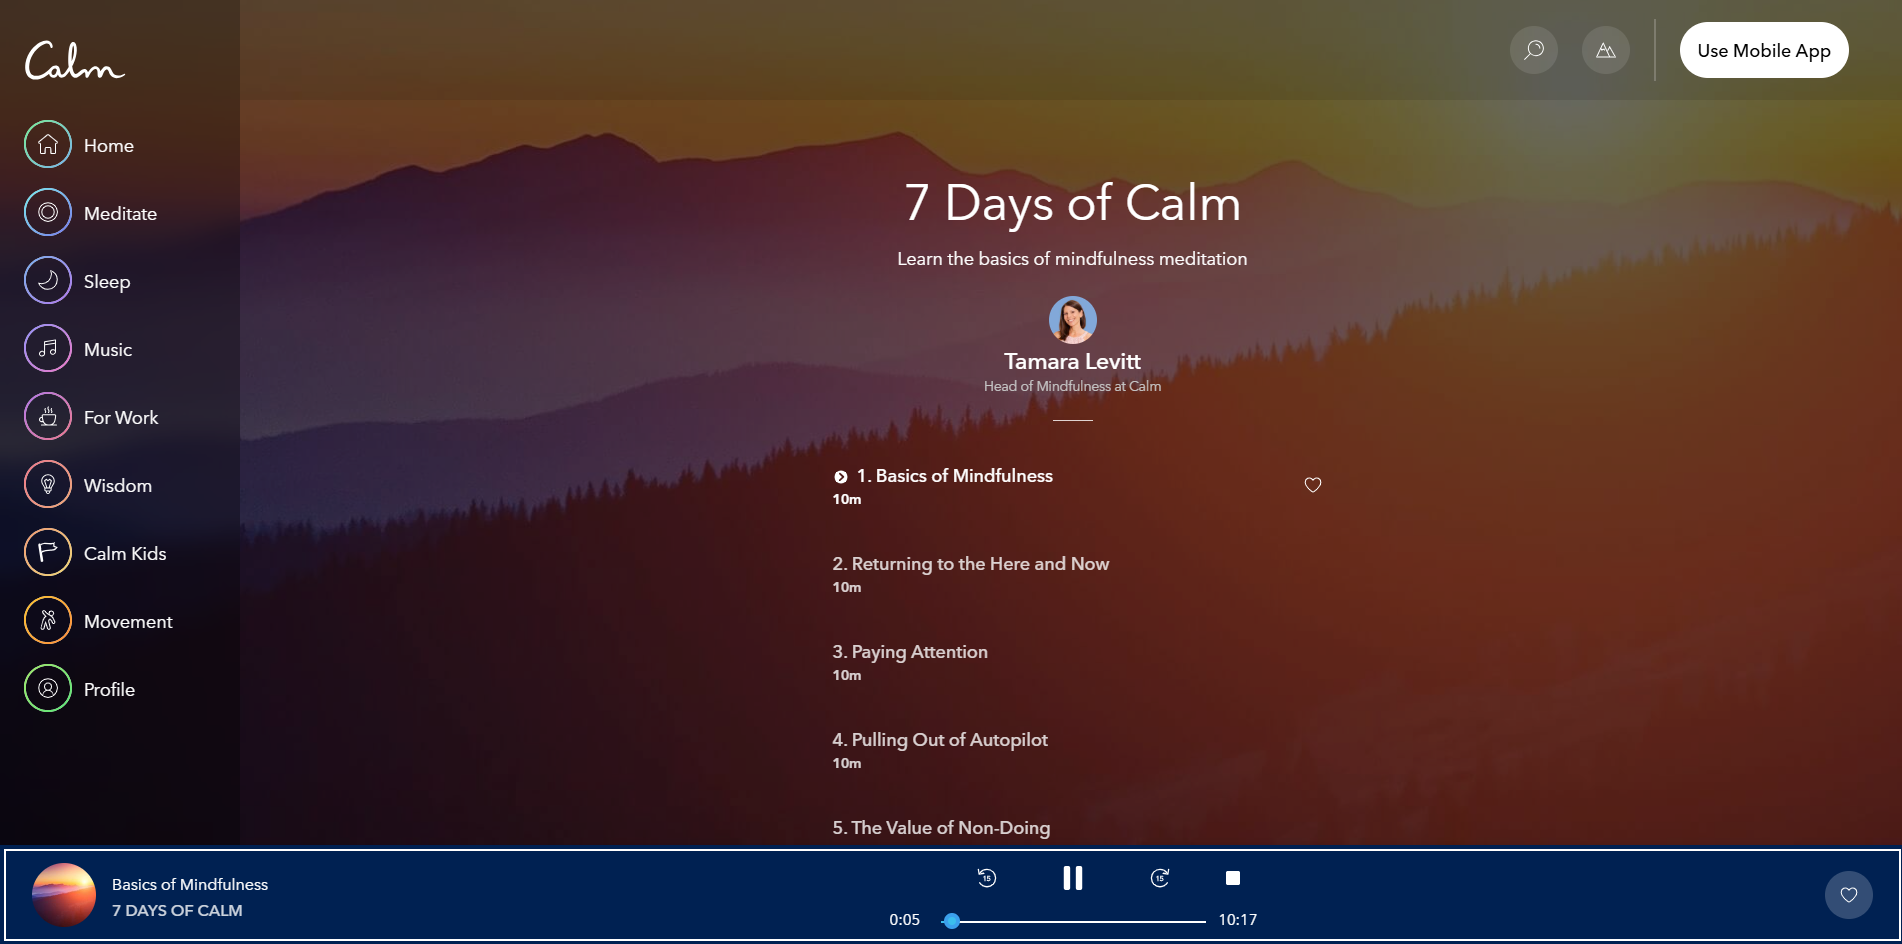 Calm
Home
Meditate
Sleep
Music
For Work
Wisdom
Calm Kids
Movement
Profile
Use Mobile App
7 Days of Calm
Learn the basics of mindfulness meditation
Tamara Levitt
Head of Mindfulness at Calm
1. Basics of Mindfulness
10m
2. Returning to the Here and Now
10m
3. Paying Attention
10m
4. Pulling Out of Autopilot
10m
5. The Value of Non-Doing
Basics of Mindfulness
7 DAYS OF CALM
15
15
0:05
10:17